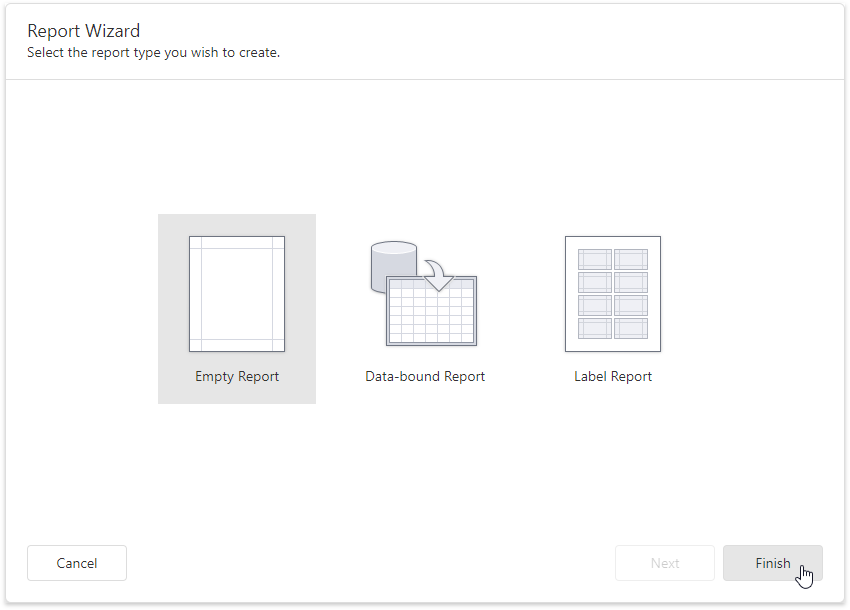 Report Wizard
Select the report type you wish to create.
Empty Report
Data-bound Report
Label Report
Cancel
Next
Finish